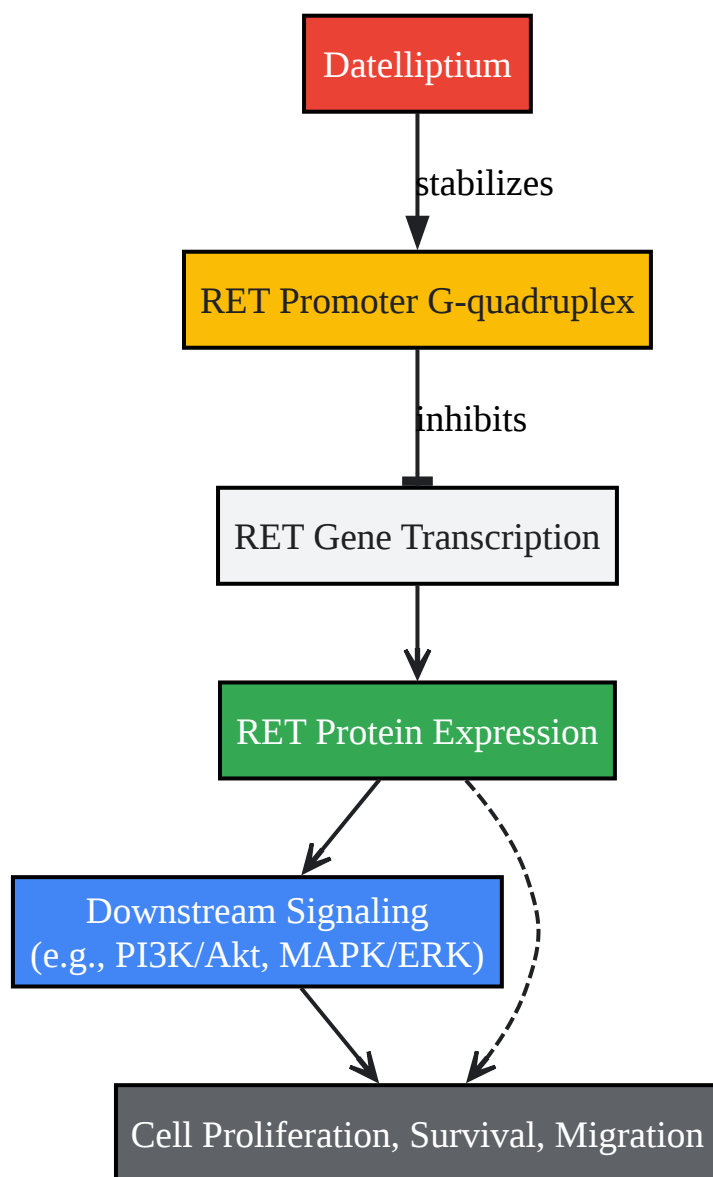 Datelliptium
stabilizes
RET Promoter G-quadruplex
inhibits
RET Gene Transcription
RET Protein Expression
Downstream Signaling
(e.g., PI3K/Akt, MAPK/ERK)
Cell Proliferation, Survival, Migration